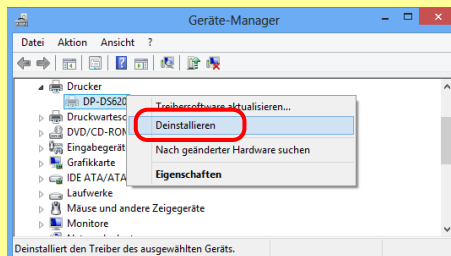 Geräte-Manager
Datei Aktion Ansicht ?
Drucker
DP-DS620
Treibersoftware aktualisieren...
Druckwartesc
Deinstallieren
DVD/CD-ROM
Eingabegerät
Nach geänderter Hardware suchen
Grafikkarte
IDE ATA/ATA
Eigenschaften
Laufwerke
Mäuse und andere Zeigegeräte
Monitore
Deinstalliert den Treiber des ausgewählten Geräts.